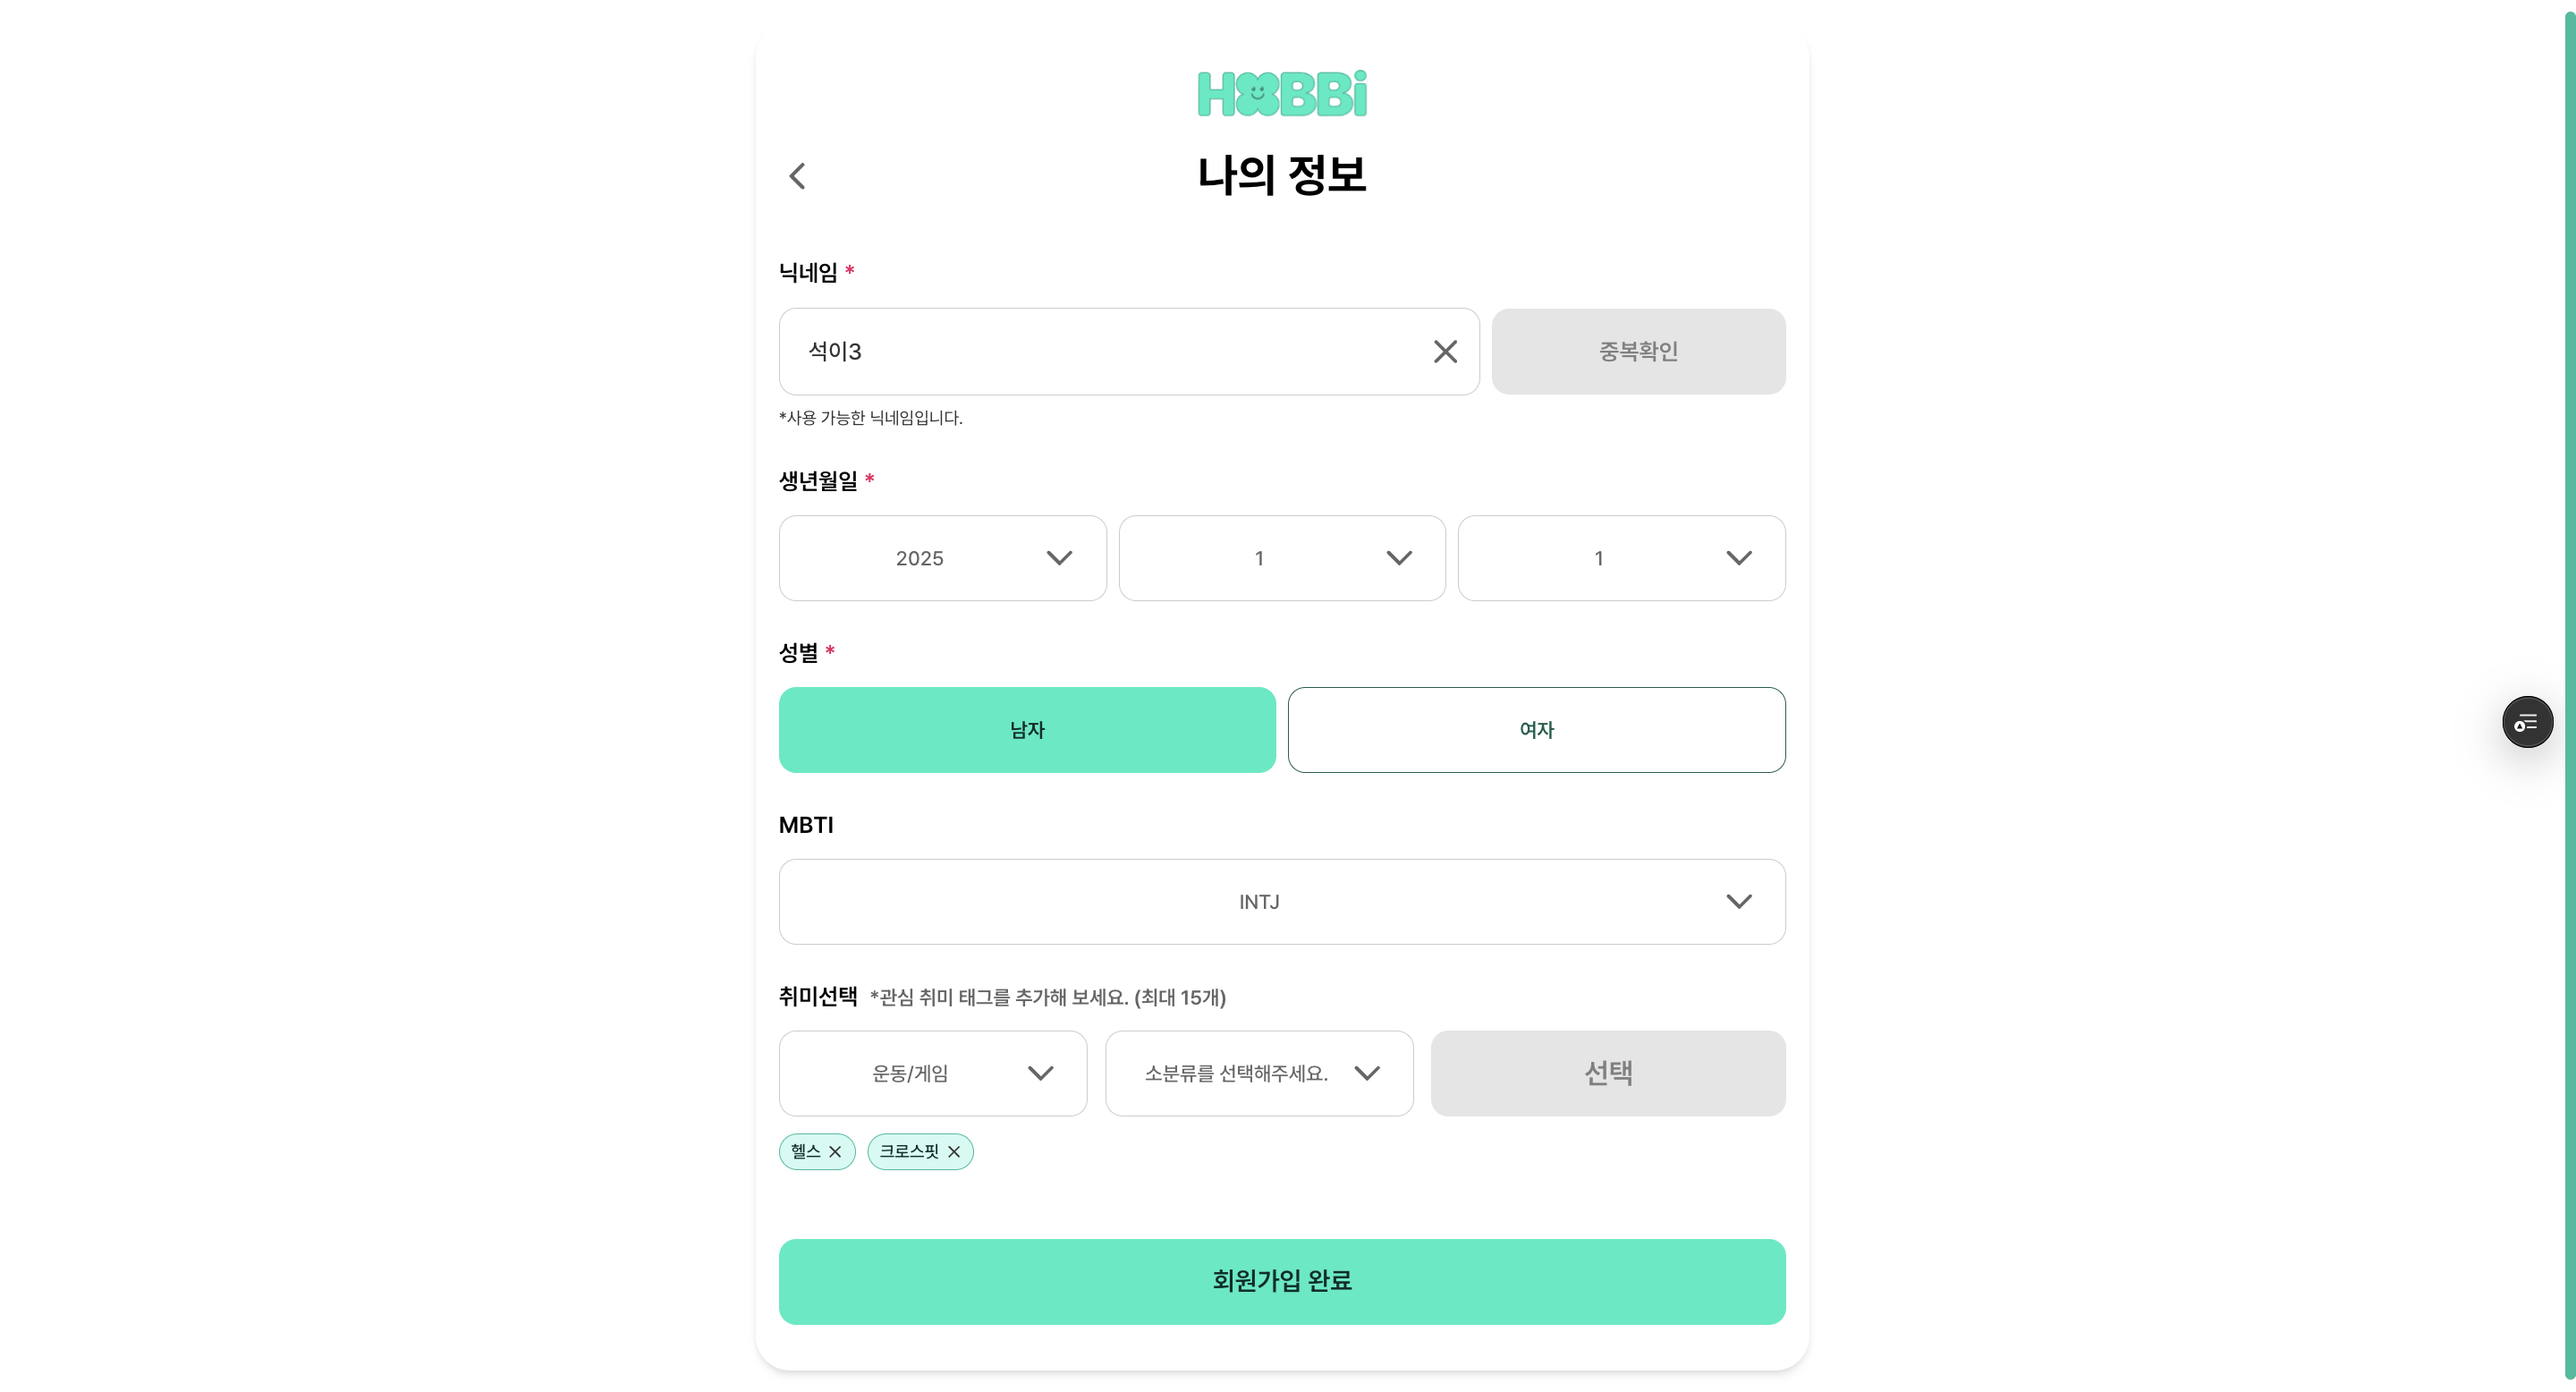 HOBBi
나의 정보
닉네임 *
석이3
중복확인
*사용 가능한 닉네임입니다.
생년월일 *
2025
1
1
성별 *
남자
여자
MBTI
INTJ
취미선택 *관심 취미 태그를 추가해 보세요. (최대 15개)
운동/게임
소분류를 선택해주세요.
선택
헬스
크로스핏
회원가입 완료